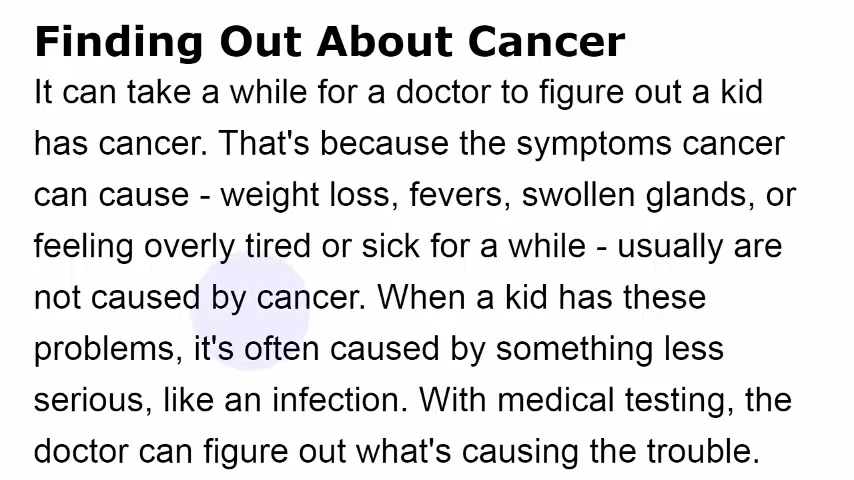 Finding Out About Cancer
It can take a while for a doctor to figure out a kid
has cancer. That's because the symptoms cancer
can cause - weight loss, fevers, swollen glands, or
feeling overly tired or sick for a while - usually are
not caused by cancer. When a kid has these
problems, it's often caused by something less
serious, like an infection. With medical testing, the
doctor can figure out what's causing the trouble.